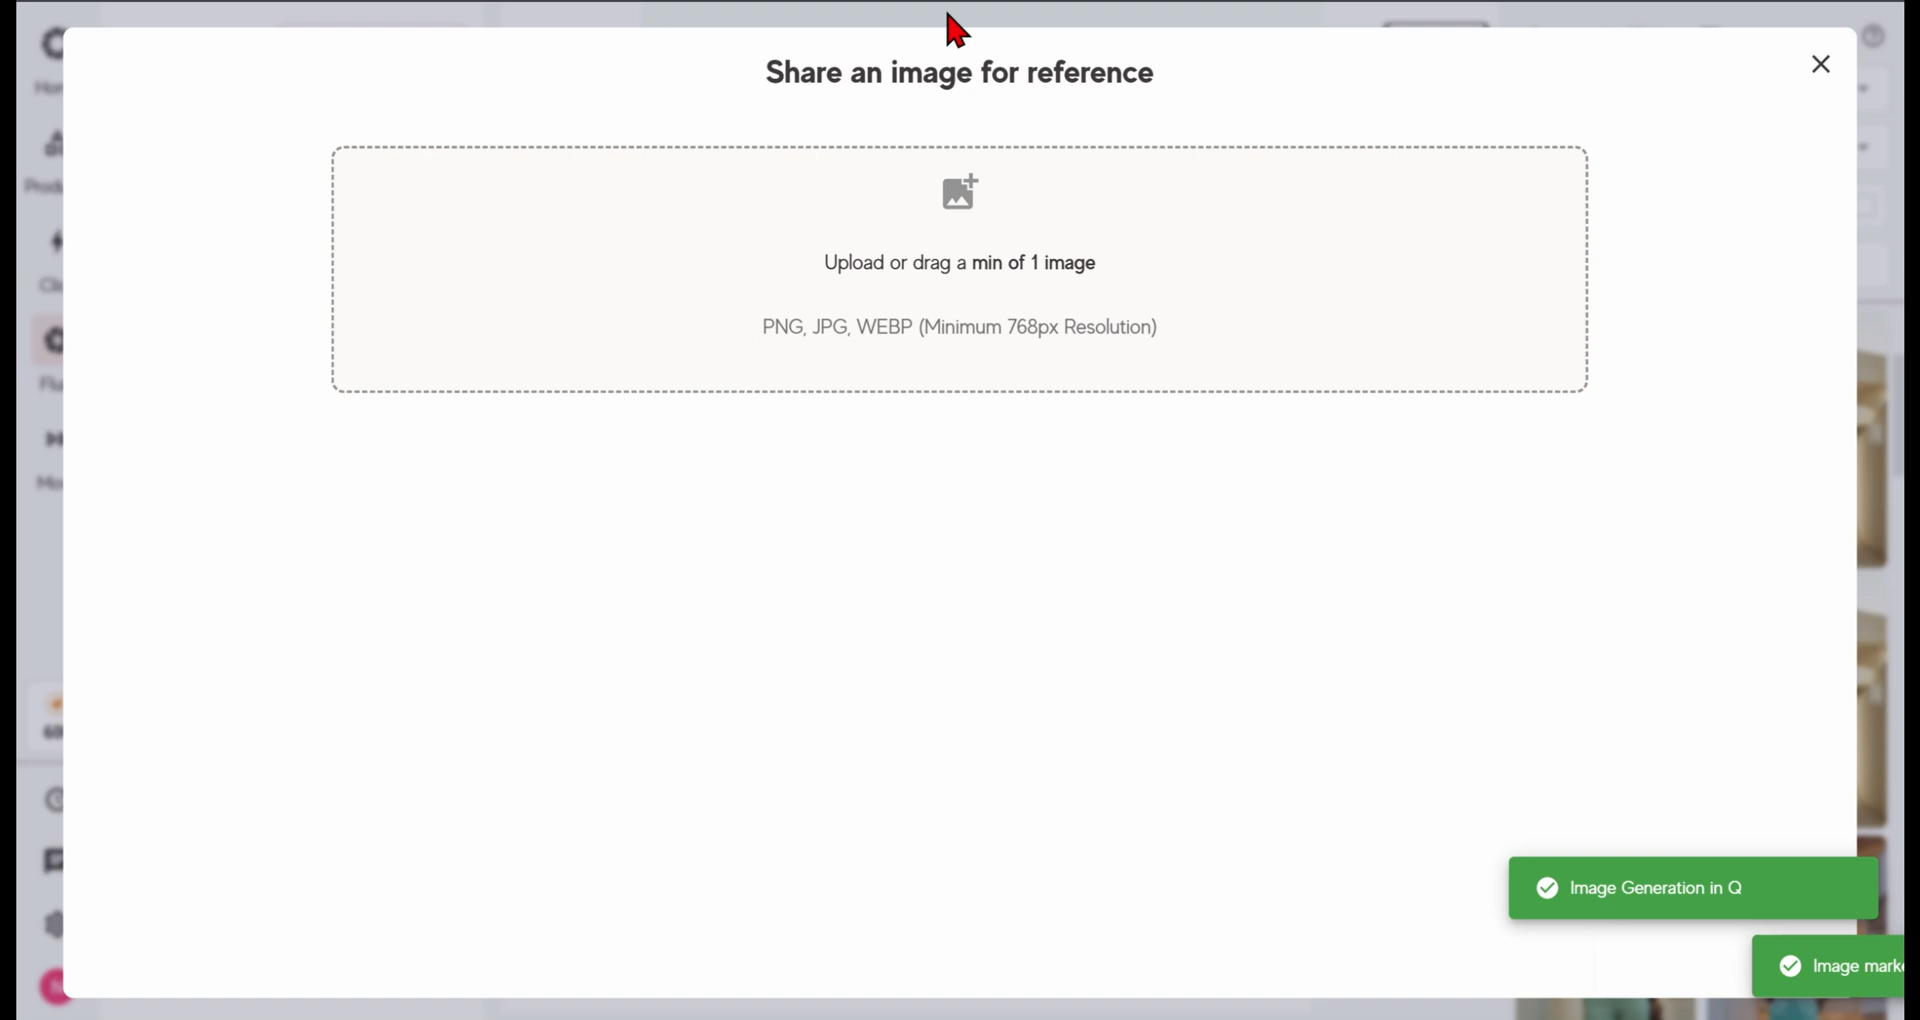 Share an image for reference
Upload or drag a min of 1 image
PNG, JPG, WEBP (Minimum 768px Resolution)
Image Generation in Q
Image